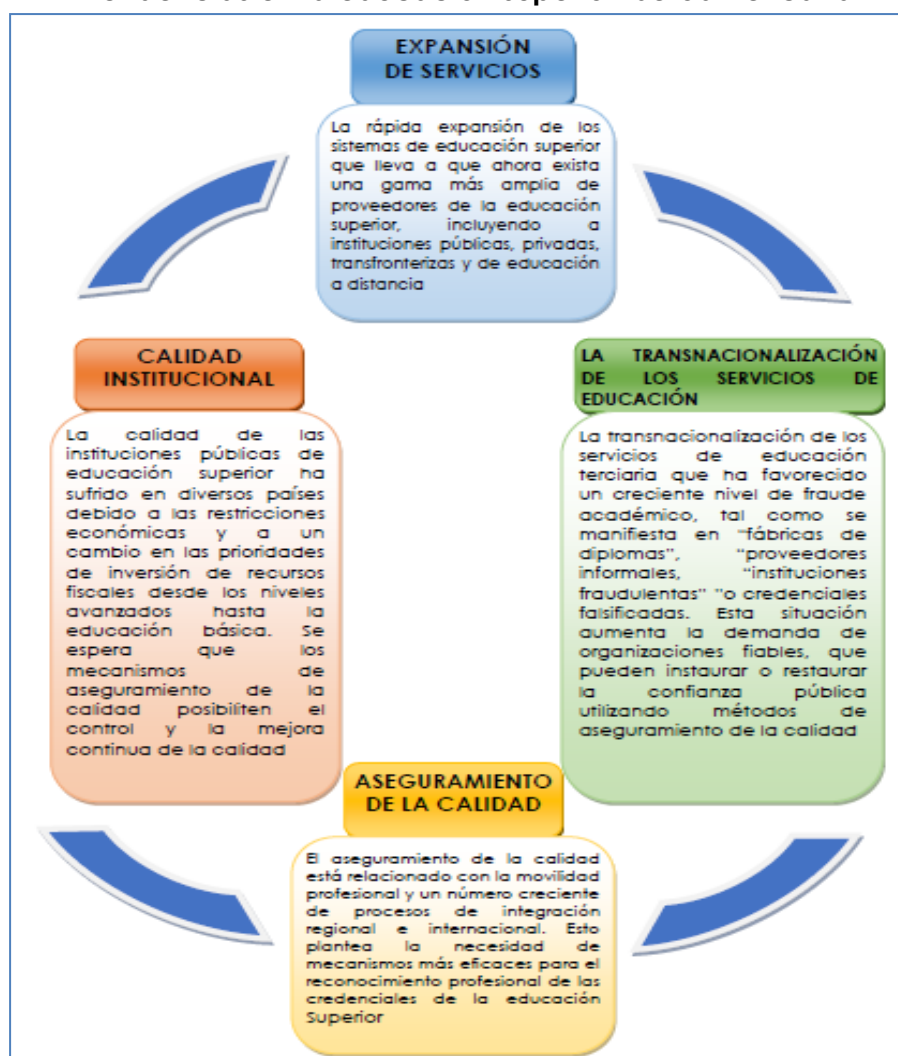 EXPANSIÓN
DE SERVICIOS
La rápida expansión de los
sistemas de educación superior
que lleva a que ahora exista
una gama más amplia de
proveedores de la educación
superior, incluyendo a
instituciones públicas, privadas,
transfronterizas y de educación
a distancia
CALIDAD
INSTITUCIONAL
La calidad de las
instituciones públicas de
educación superior ha
sufrido en diversos países
debido a las restricciones
económicas y a un
cambio en las prioridades
de inversión de recursos
fiscales desde los niveles
avanzados hasta la
educación básica. Se
espera que los
mecanismos de
aseguramiento de la
calidad posibiliten el
control y la mejora
continua de la calidad
LA TRANSNACIONALIZACIÓN
DE LOS SERVICIOS DE
EDUCACIÓN
La transnacionalización de los
servicios de educación
terciaria que ha favorecido
un creciente nivel de fraude
académico, tal como se
manifiesta en "fábricas de
diplomas", "proveedores
informales, "instituciones
fraudulentas" "o credenciales
falsificadas. Esta situación
aumenta la demanda de
organizaciones fiables, que
pueden instaurar o restaurar
la confianza pública
utilizando métodos de
aseguramiento de la calidad
ASEGURAMIENTO
DE LA CALIDAD
El aseguramiento de la calidad
está relacionado con la movilidad
profesional y un número creciente
de procesos de integración
regional e internacional. Esto
plantea la necesidad de
mecanismos más eficaces para el
reconocimiento profesional de las
credenciales de la educación
Superior